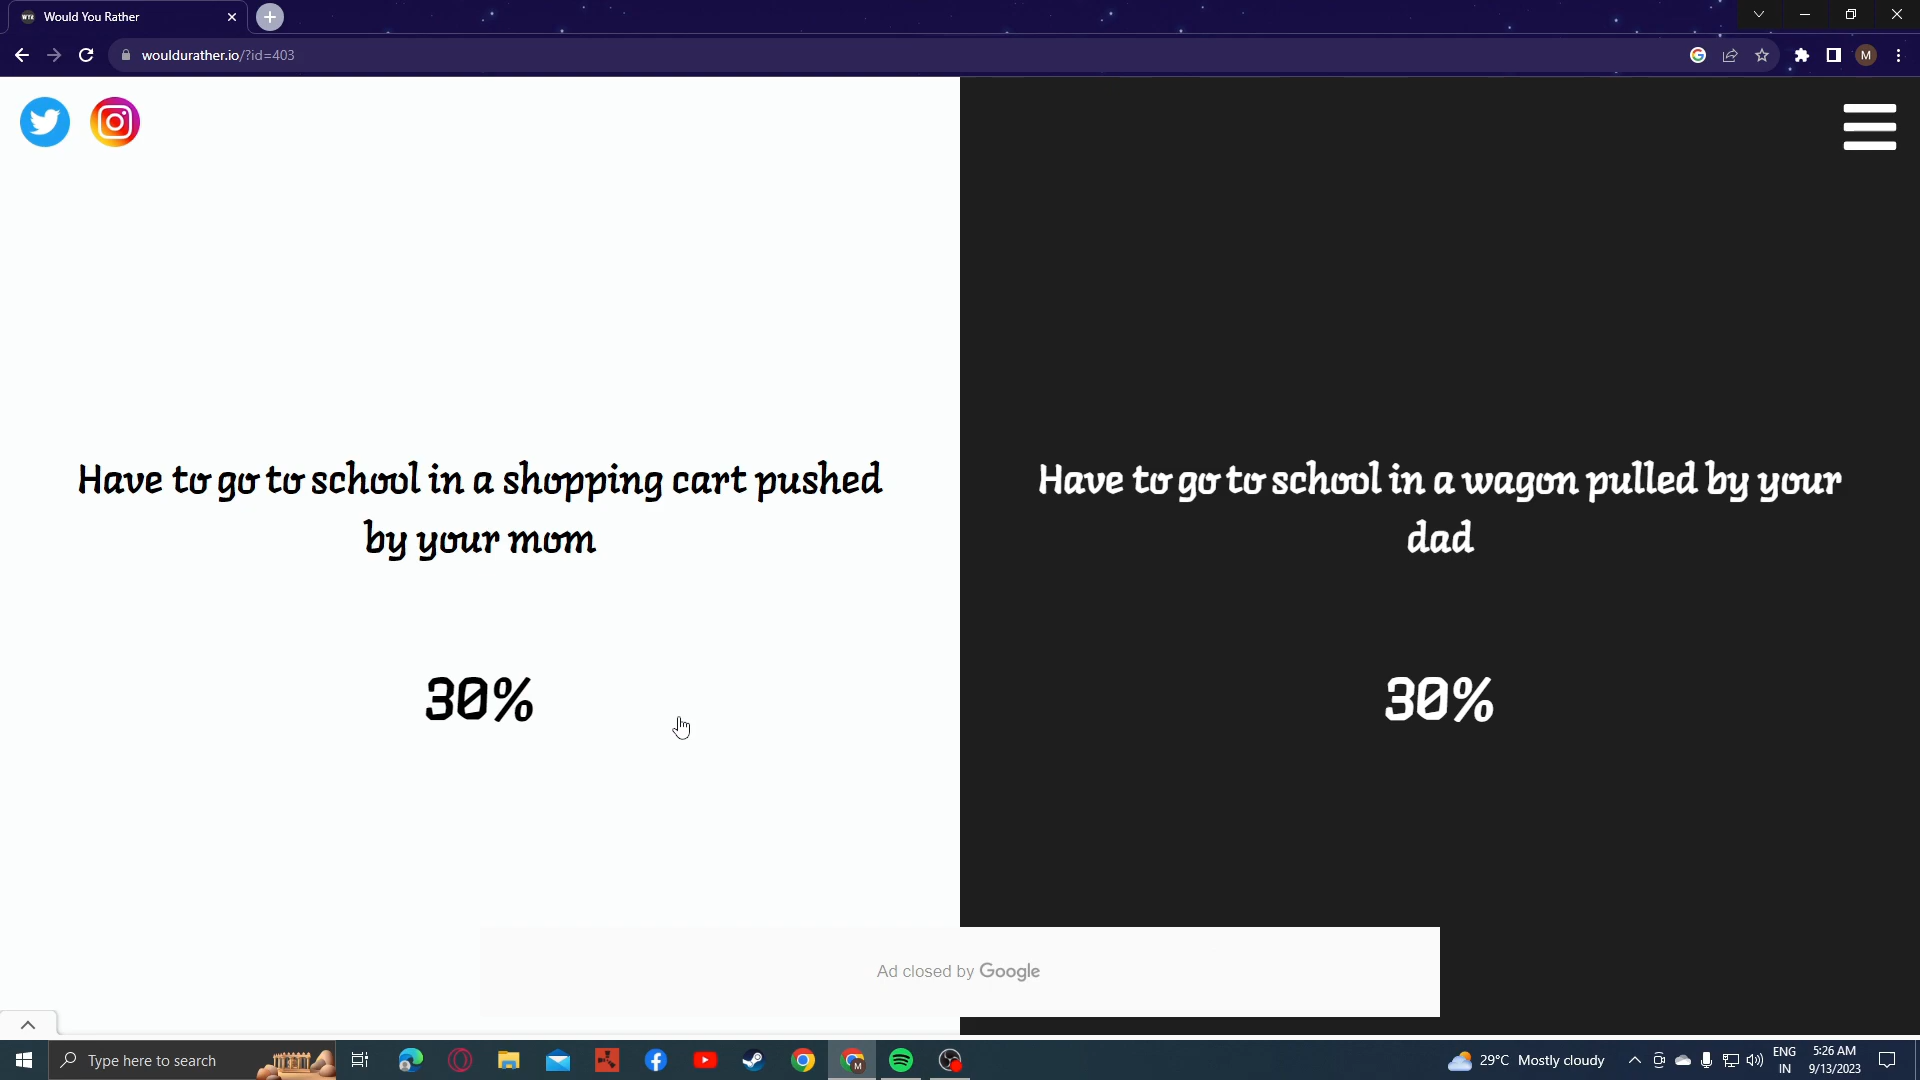 Would You Rather
wouldurather.io/?id=403
M
Have to go to school in a shopping cart pushed
by your mom
30%
Have to go to school in a wagon pulled by your
dad
30%
Ad closed by Google
Type here to search
M
29°C Mostly cloudy
ENG
IN
5:26 AM
9/13/2023